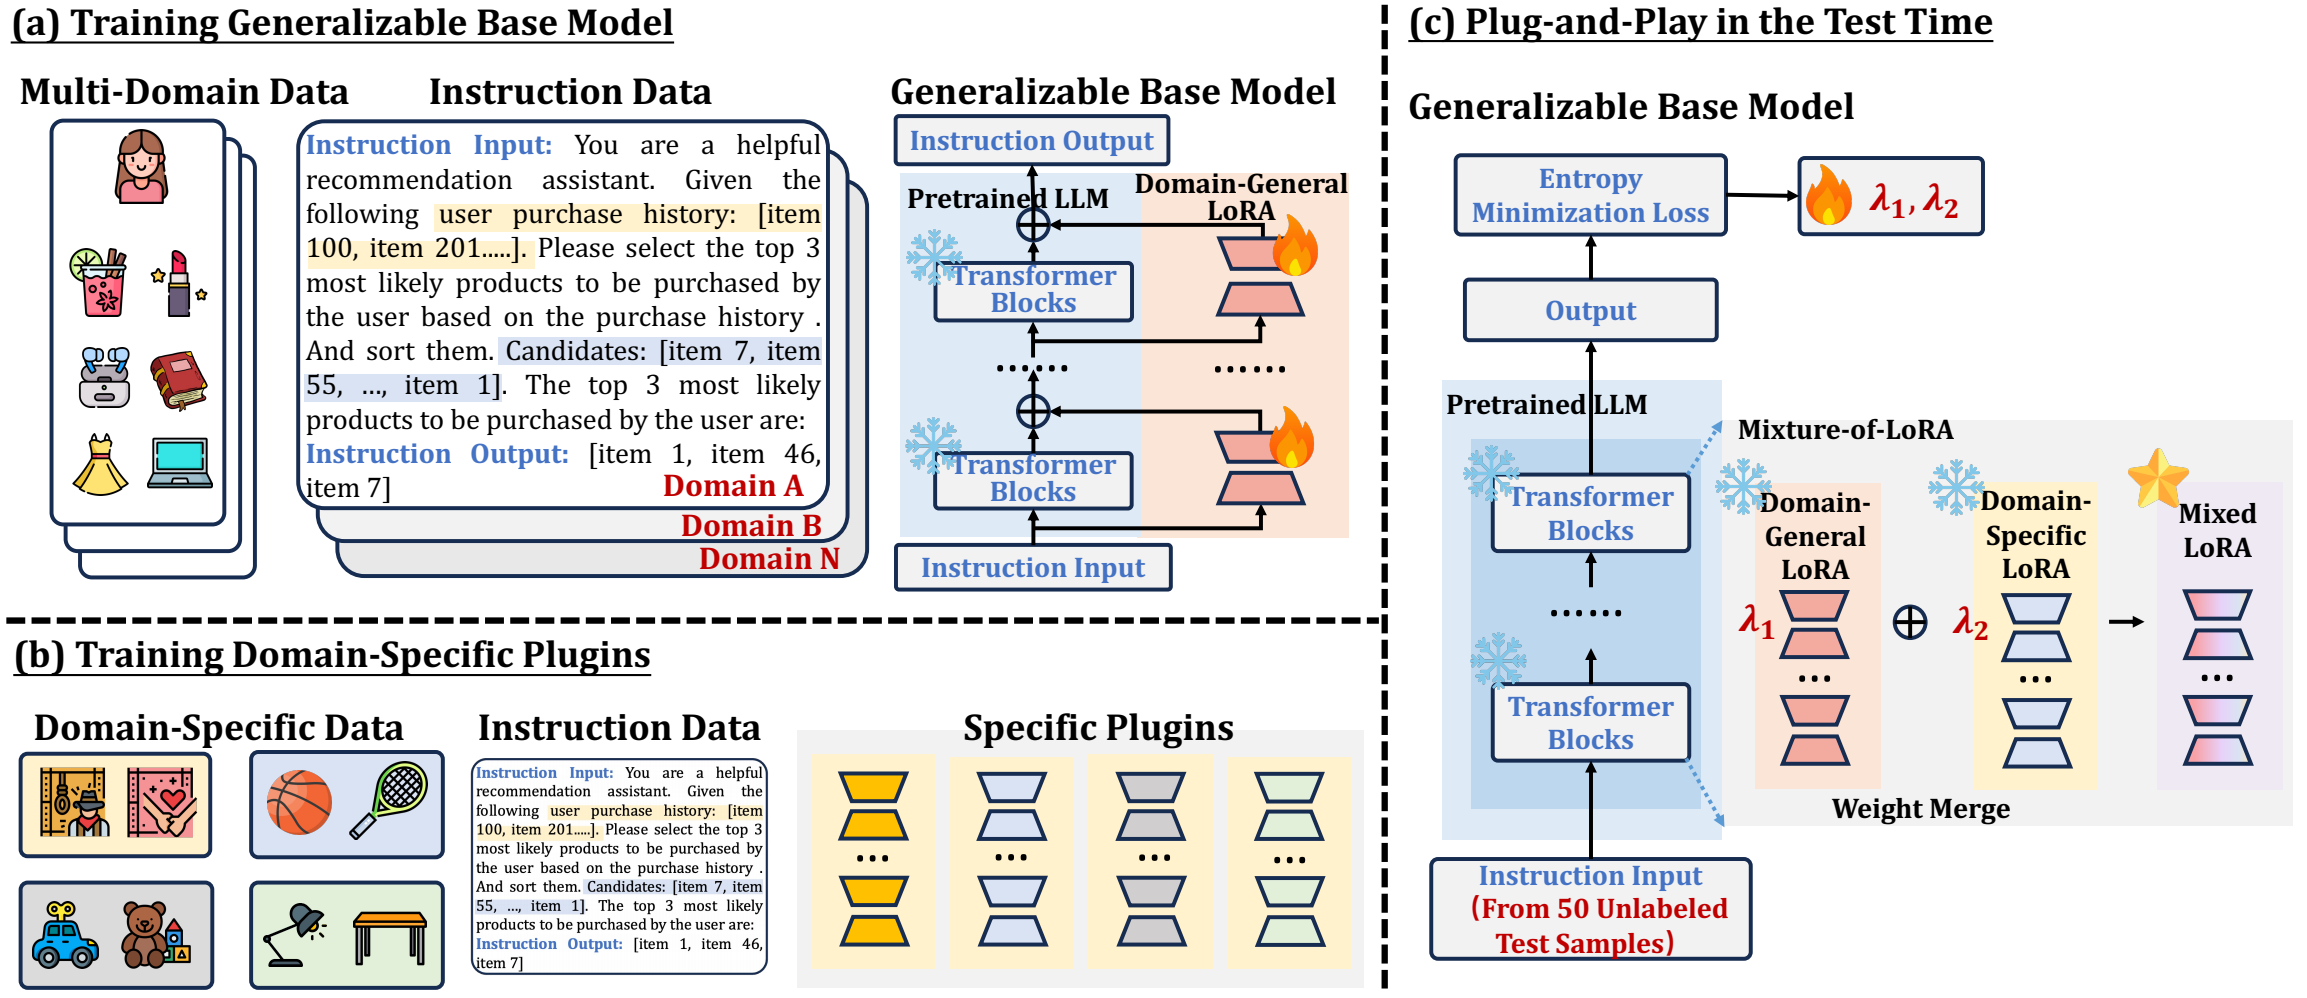 (a) Training Generalizable Base Model
Multi-Domain Data
Instruction Data
Instruction Input: You are a helpful
recommendation assistant. Given the
following user purchase history: [item
100, item 201.....]. Please select the top 3
most likely products to be purchased by
the user based on the purchase history .
And sort them. Candidates: [item 7, item
55, ..., item 1]. The top 3 most likely
products to be purchased by the user are:
Instruction Output: [item 1, item 46,
item 7]
Domain A
Domain B
Domain N
Generalizable Base Model
Instruction Output
Pretrained LLM
Domain-General
LoRA
Transformer
Blocks
......
......
Transformer
Blocks
Instruction Input
(b) Training Domain-Specific Plugins
Domain-Specific Data
Instruction Data
Instruction Input: You are a helpful
recommendation assistant. Given the
following user purchase history: [item
100, item 201.....]. Please select the top 3
most likely products to be purchased by
the user based on the purchase history .
And sort them. Candidates: [item 7, item
55, ..., item 1]. The top 3 most likely
products to be purchased by the user are:
Instruction Output: [item 1, item 46,
item 7]
Specific Plugins
...
...
...
...
(c) Plug-and-Play in the Test Time
Generalizable Base Model
Entropy
Minimization Loss
λ1, λ2
Output
Pretrained LLM
Transformer
Blocks
......
Transformer
Blocks
Instruction Input
(From 50 Unlabeled
Test Samples)
Mixture-of-LoRA
Domain-
General
LoRA
λ1
...
Domain-
Specific
LoRA
λ2
...
Mixed
LoRA
...
Weight Merge